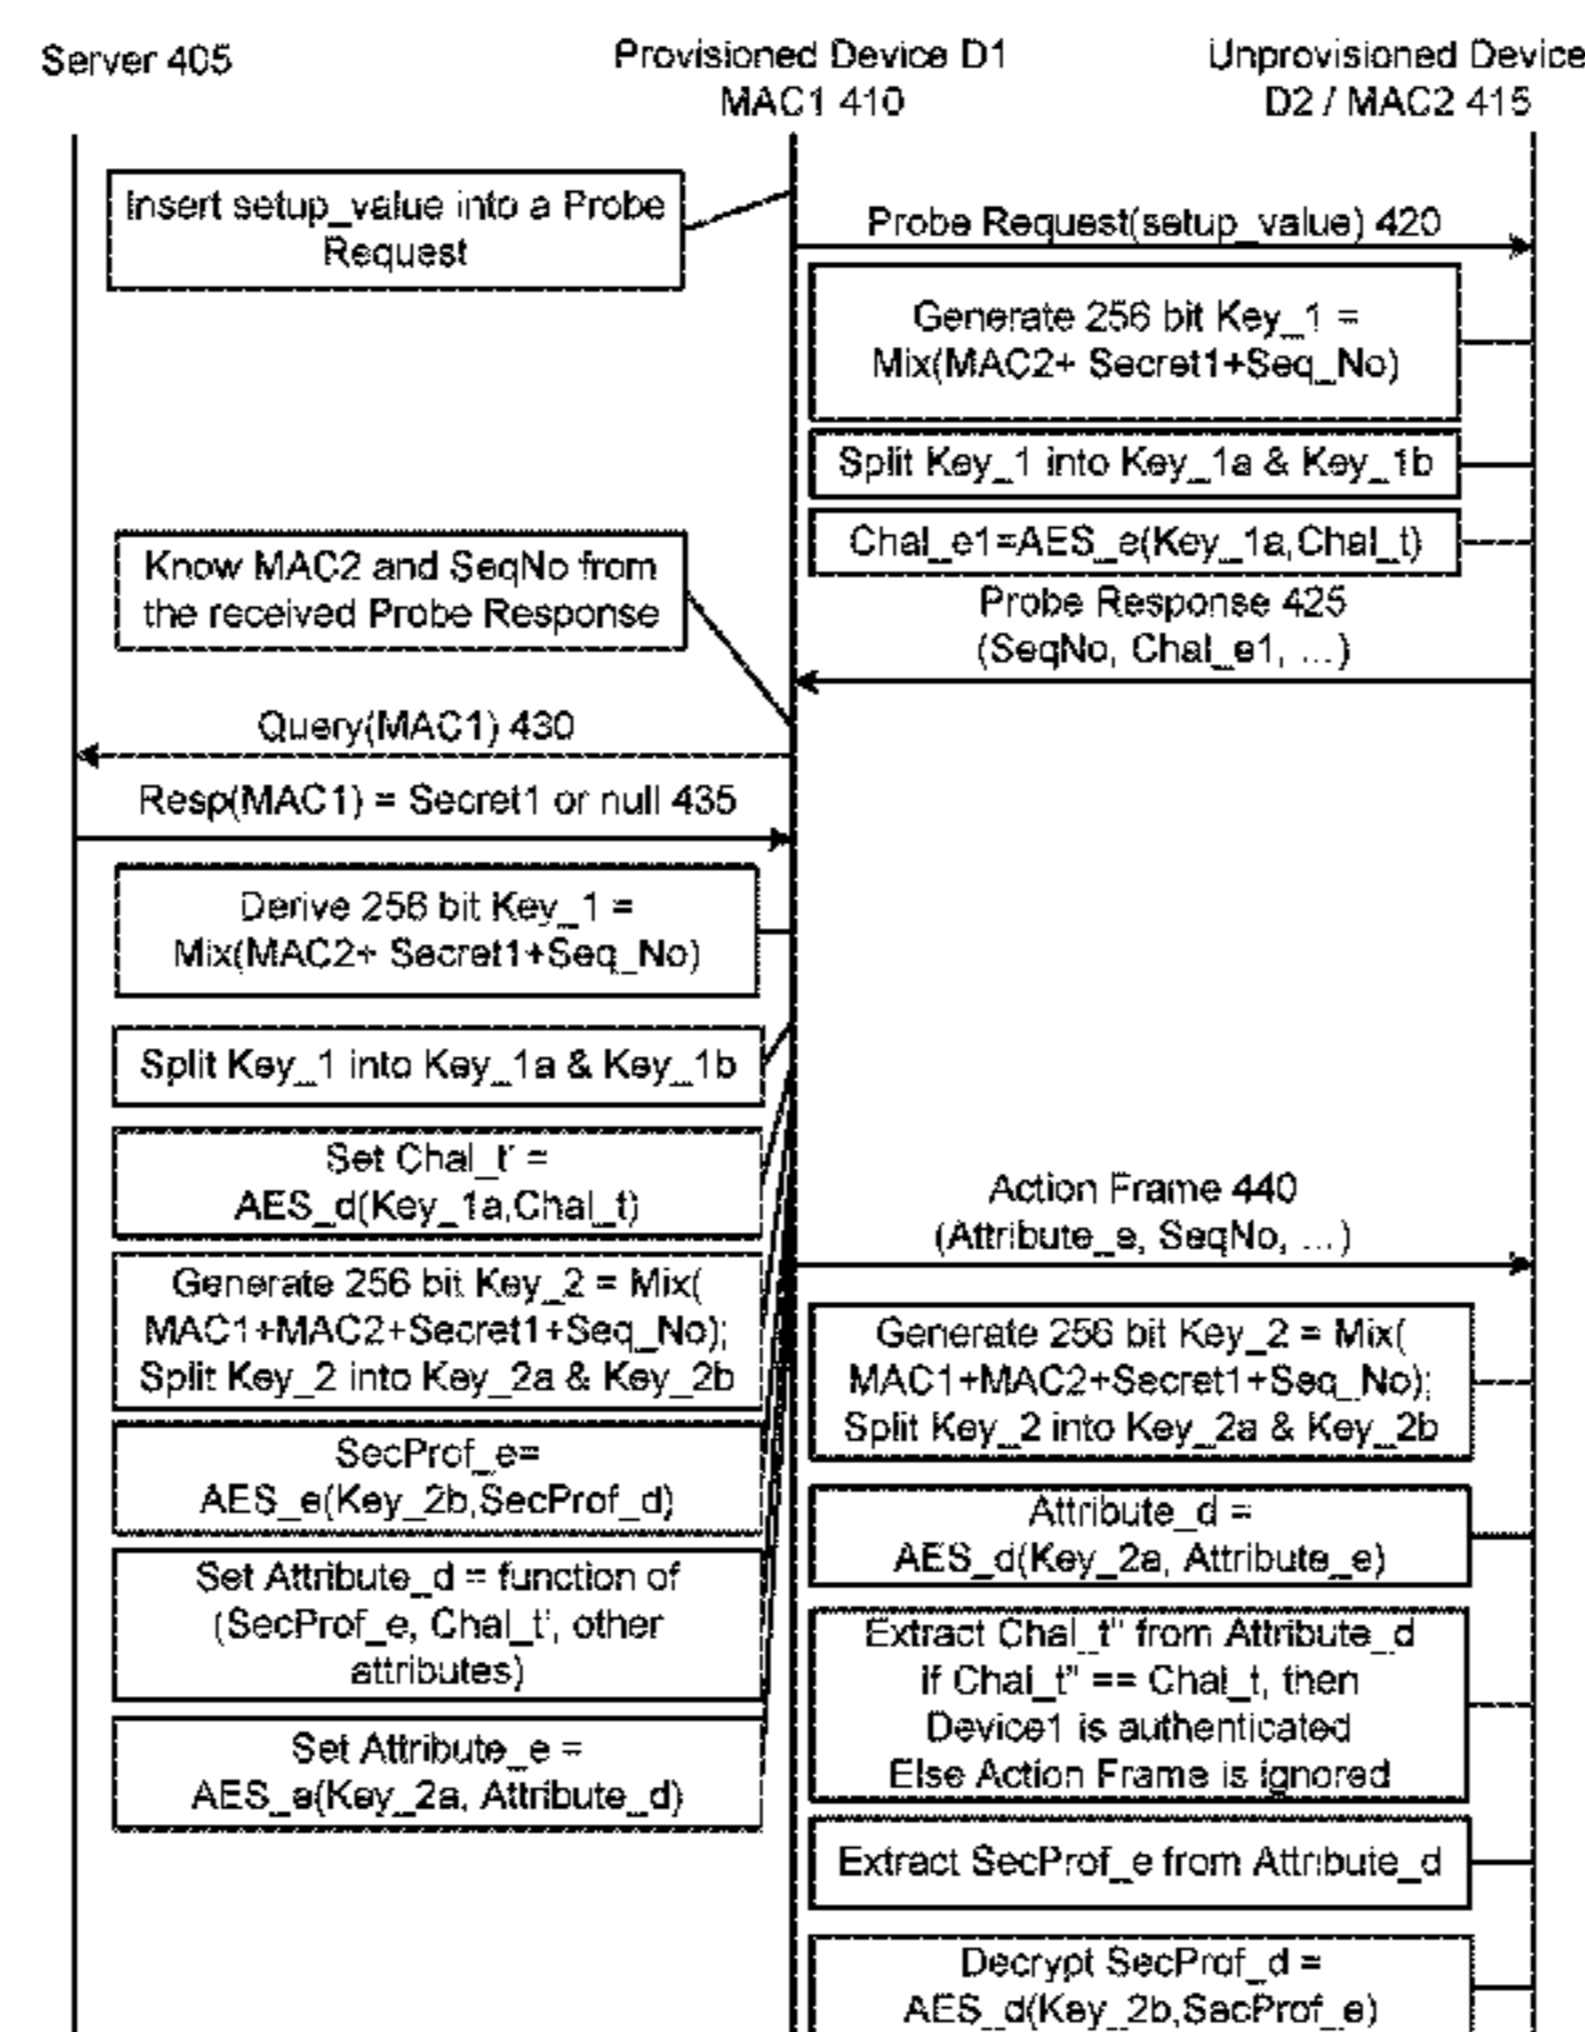 Server 405
Provisioned Device D1
MAC1 410
Unprovisioned Device
D2 / MAC2 415
Insert setup_value into a Probe
Request
Probe Request(setup_value) 420
Generate 256 bit Key_1 =
Mix(MAC2+ Secret1+Seq_No)
Split Key_1 into Key_1a & Key_1b
Chal_e1=AES_e(Key_1a,Chal_t)
Probe Response 425
(SeqNo, Chal_e1, ...)
Know MAC2 and SeqNo from
the received Probe Response
Query(MAC1) 430
Resp(MAC1) = Secret1 or null 435
Derive 256 bit Key_1 =
Mix(MAC2+ Secret1+Seq_No)
Split Key_1 into Key_1a & Key_1b
Set Chal_t' =
AES_d(Key_1a,Chal_t)
Generate 256 bit Key_2 = Mix(
MAC1+MAC2+Secret1+Seq_No);
Split Key_2 into Key_2a & Key_2b
SecProf_e=
AES_e(Key_2b,SecProf_d)
Set Attribute_d = function of
(SecProf_e, Chal_t', other
attributes)
Set Attribute_e =
AES_e(Key_2a, Attribute_d)
Action Frame 440
(Attribute_e, SeqNo, ...)
Generate 256 bit Key_2 = Mix(
MAC1+MAC2+Secret1+Seq_No);
Split Key_2 into Key_2a & Key_2b
Attribute_d =
AES_d(Key_2a, Attribute_e)
Extract Chal_t" from Attribute_d
If Chal_t" == Chal_t, then
Device1 is authenticated
Else Action Frame is ignored
Extract SecProf_e from Attribute_d
Decrypt SecProf_d =
AES_d(Key_2b,SecProf_e)